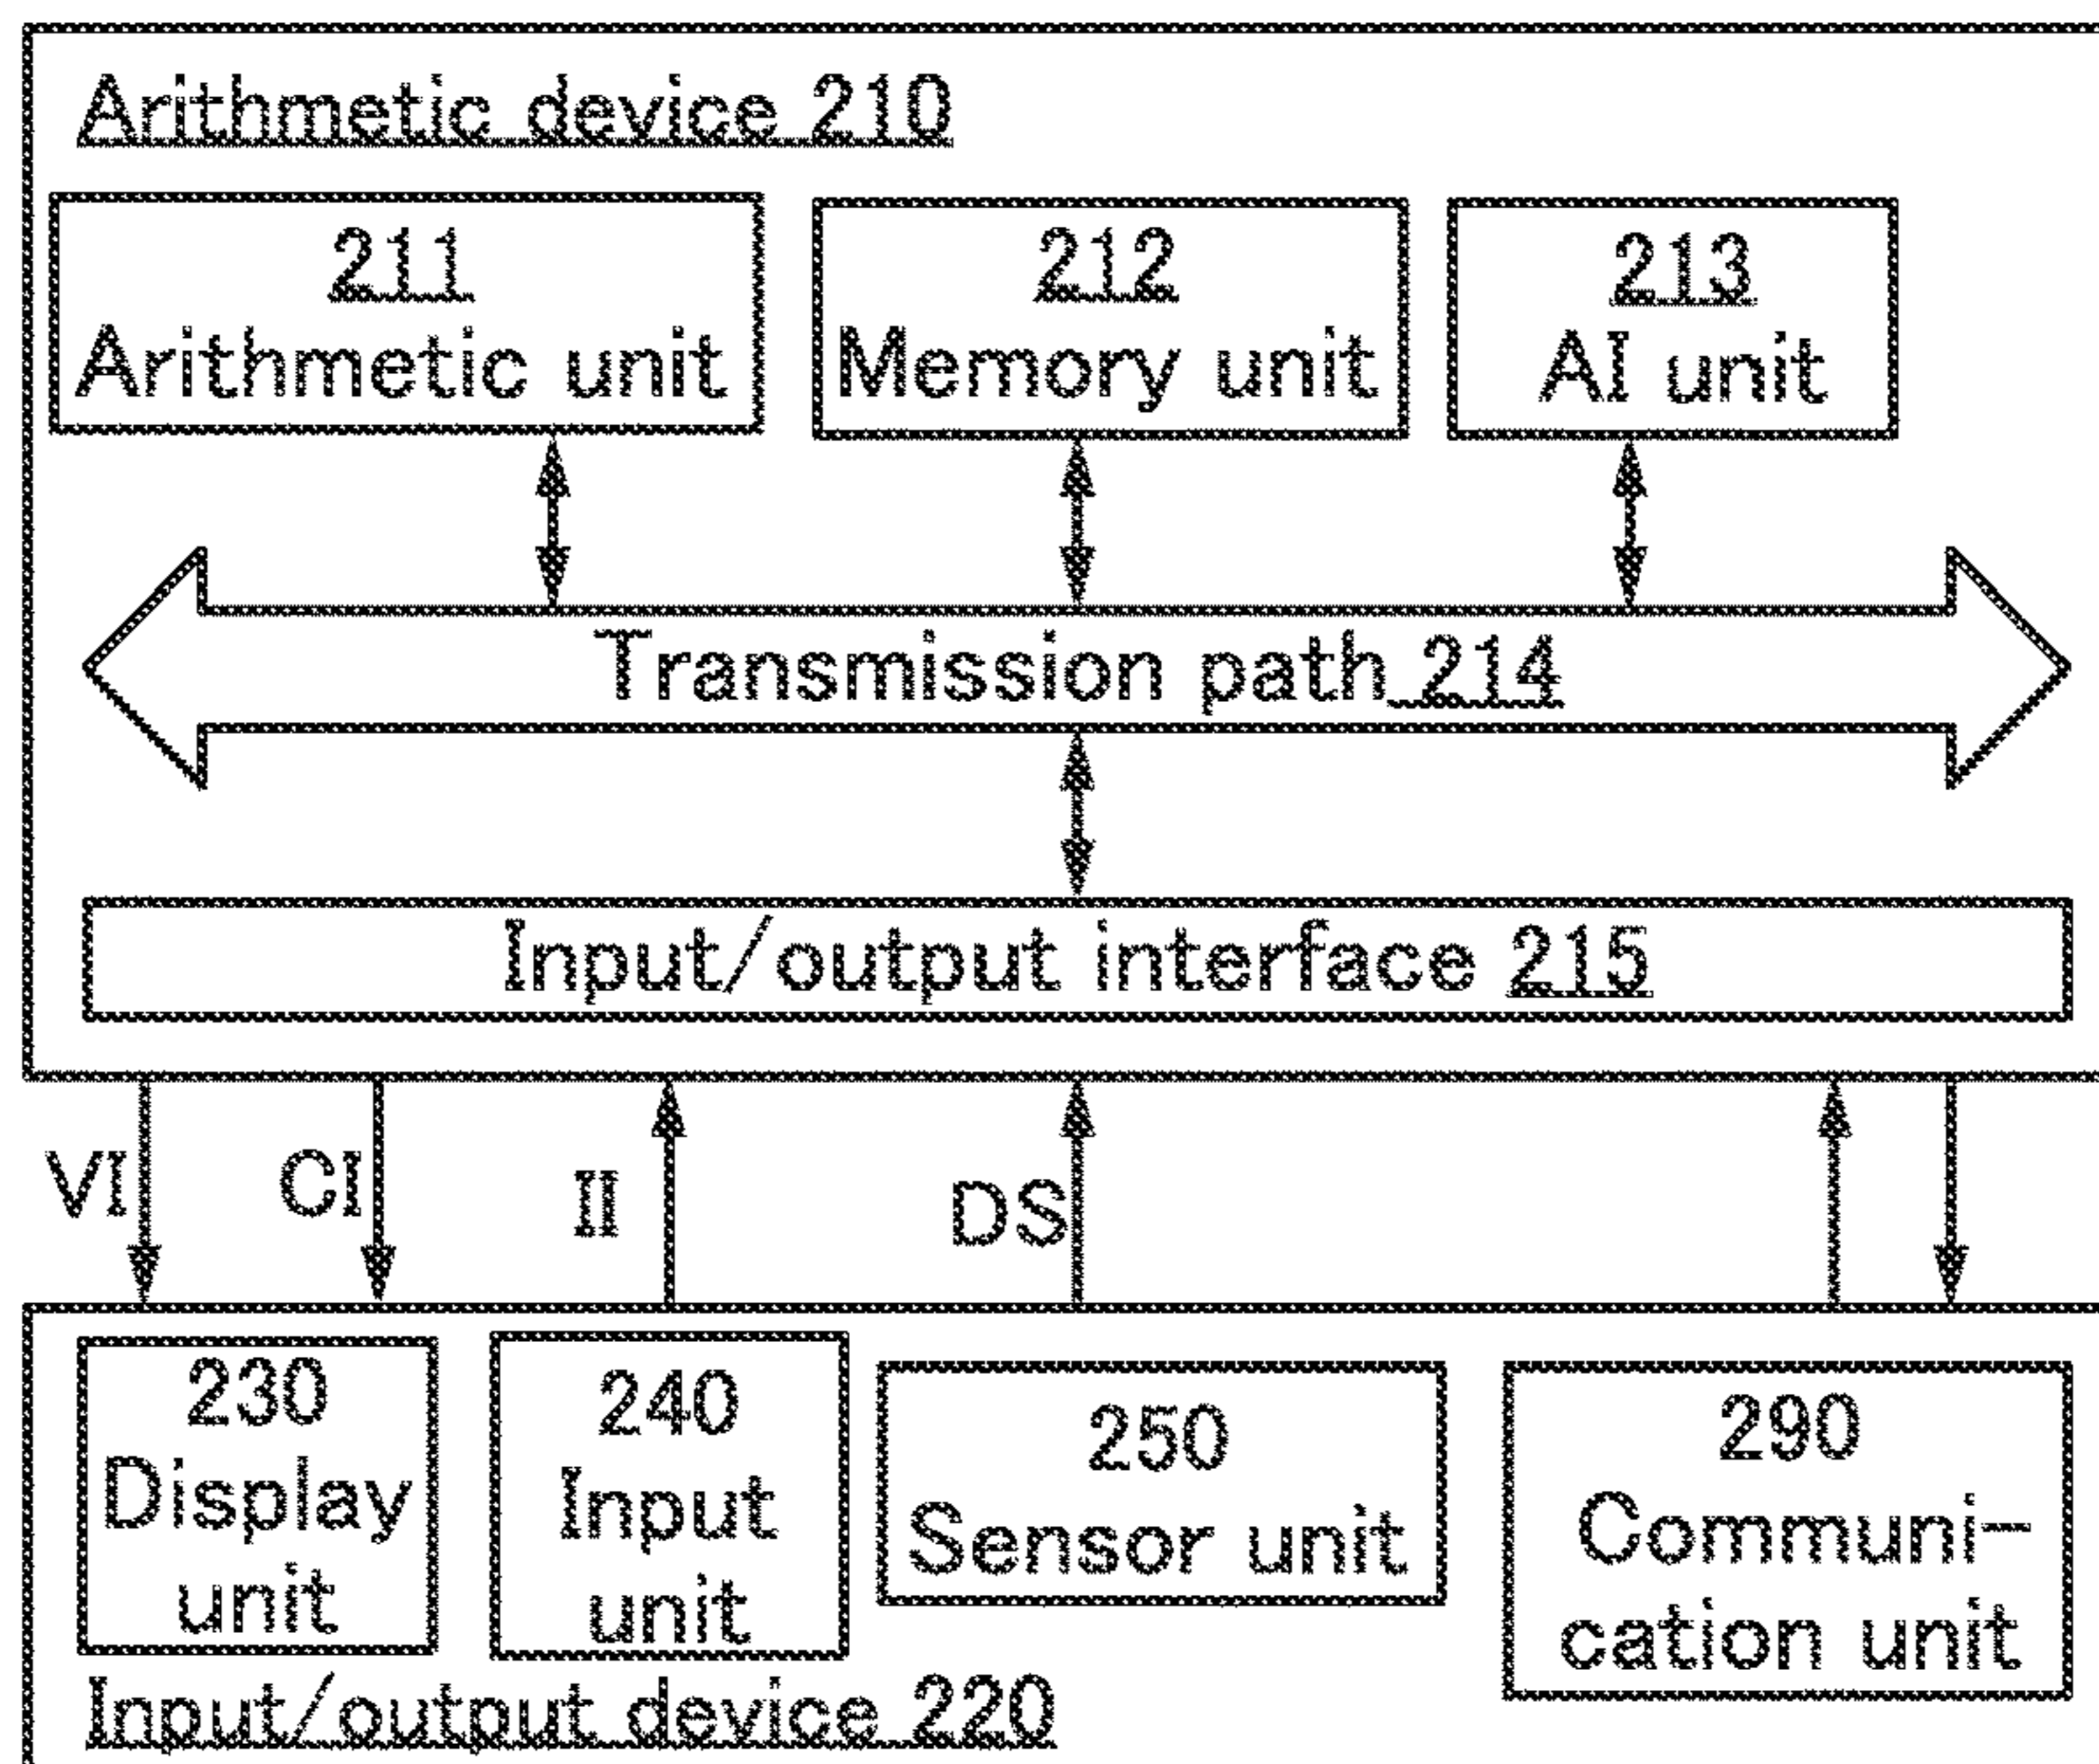 Arithmetic device 210
211
Arithmetic unit
212
Memory unit
213
AI unit
Transmission path 214
Input/output interface 215
VI
CI
II
DS
230
Display
unit
240
Input
unit
250
Sensor unit
290
Communi-
cation unit
Input/output device 220